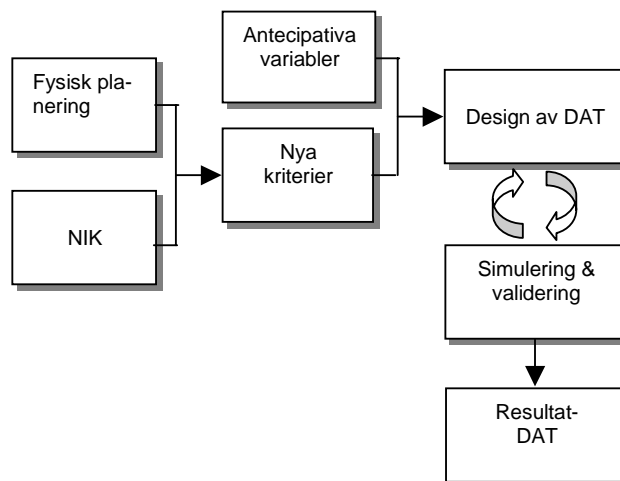 Antecipativa
variabler
Fysisk pla-
nering
Design av DAT
Nya
kriterier
NIK
Simulering &
validering
Resultat-
DAT